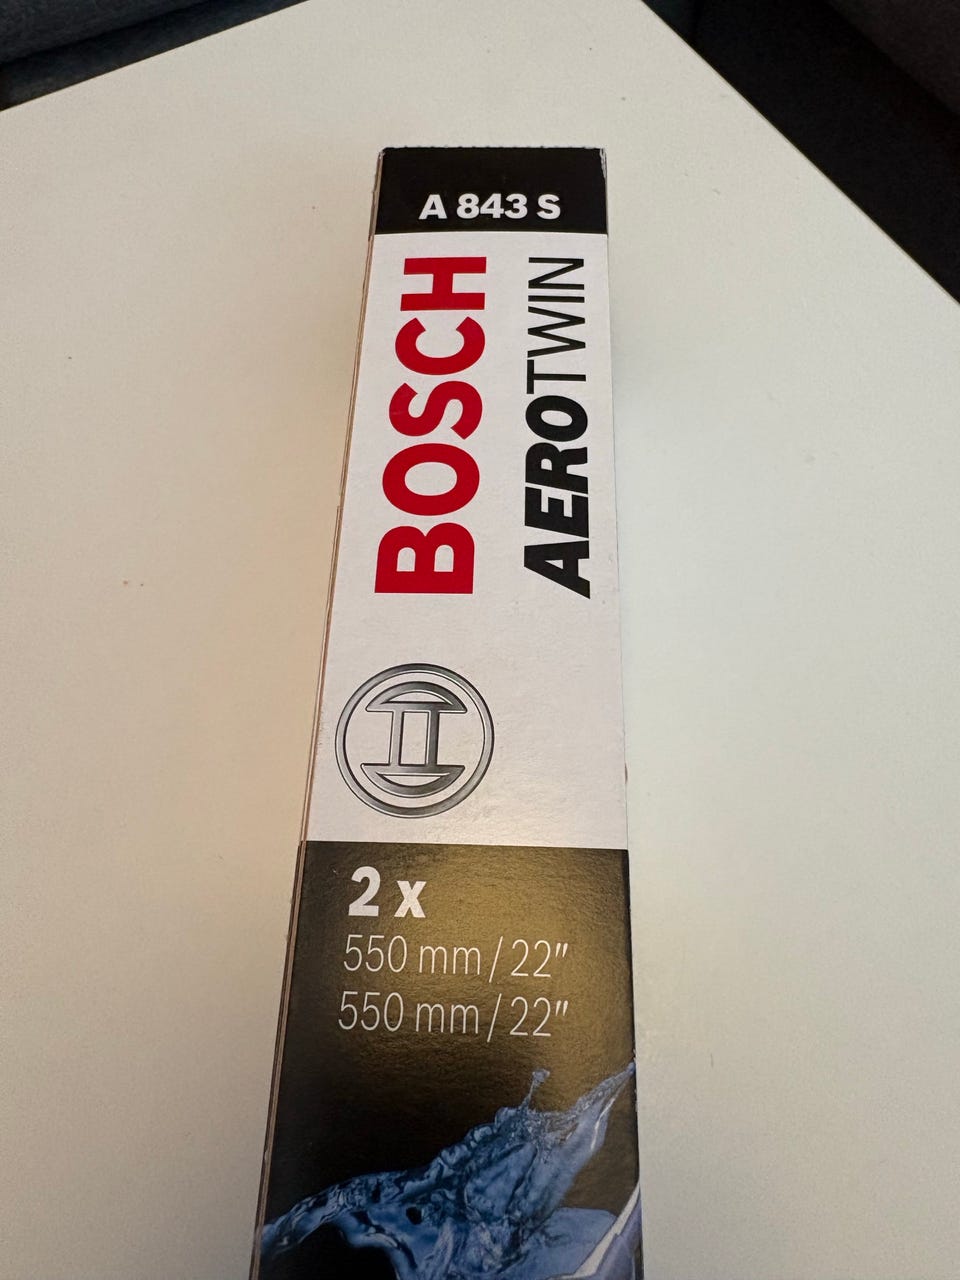 A 843 S
BOSCH
AEROTWIN
2 x
550 mm / 22"
550 mm / 22"